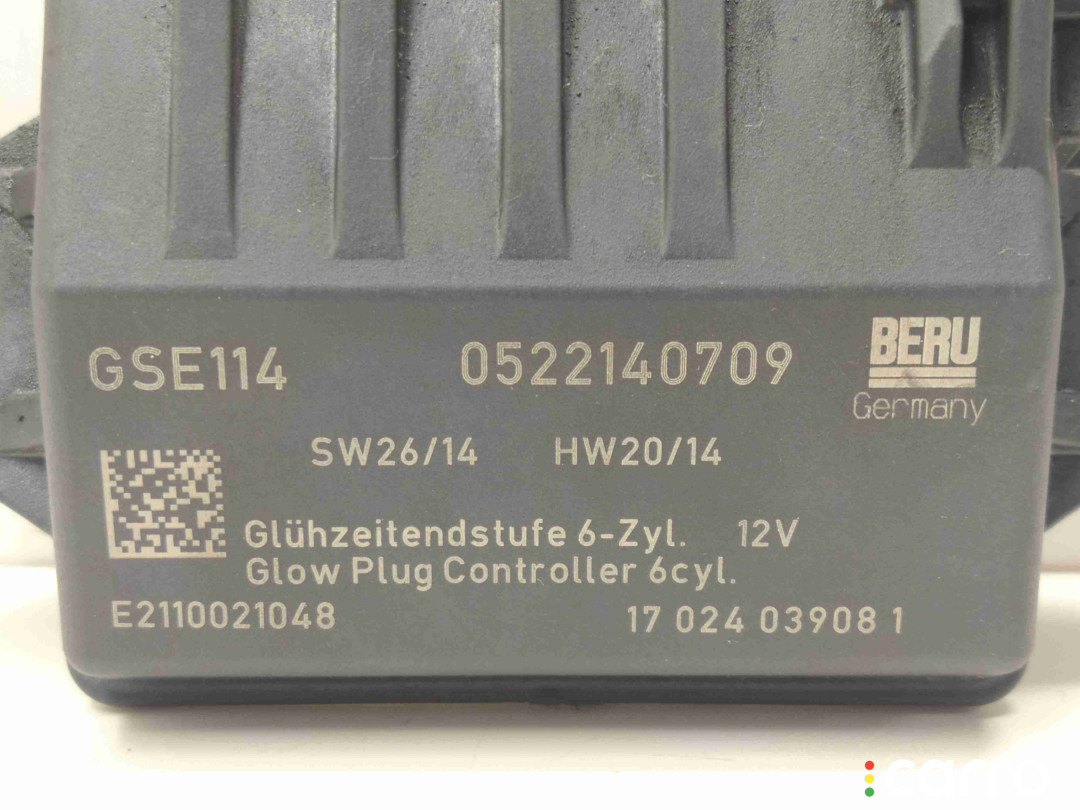 GSE114 0522140709 BERU
Germany
SW26/14 HW20/14
Glühzeitendstufe 6-Zyl. 12V
Glow Plug Controller 6cyl.
E2110021048 17 024 03908 1
carro